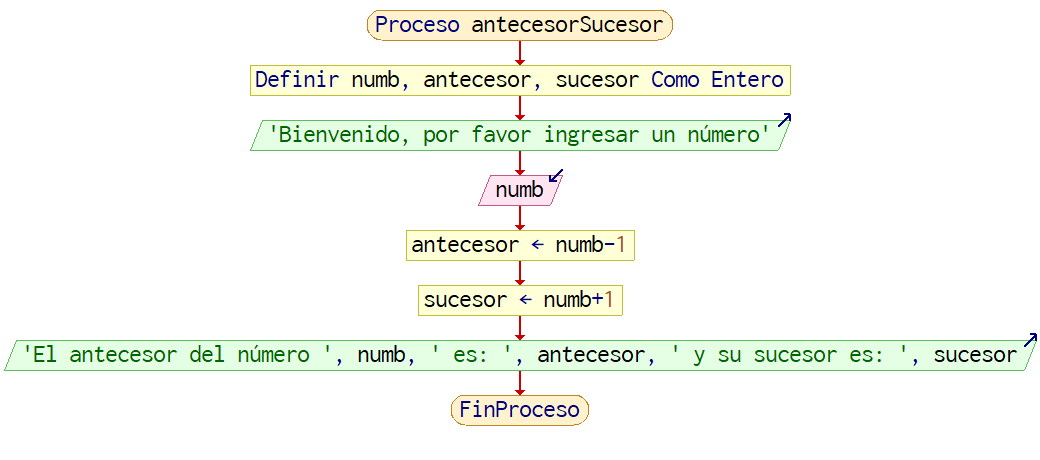 Proceso antecesorSucesor
Definir numb, antecesor, sucesor Como Entero
'Bienvenido, por favor ingresar un número'
numb
antecesor ← numb-1
sucesor ← numb+1
'El antecesor del número ', numb, ' es: ', antecesor, ' y su sucesor es: ', sucesor
FinProceso